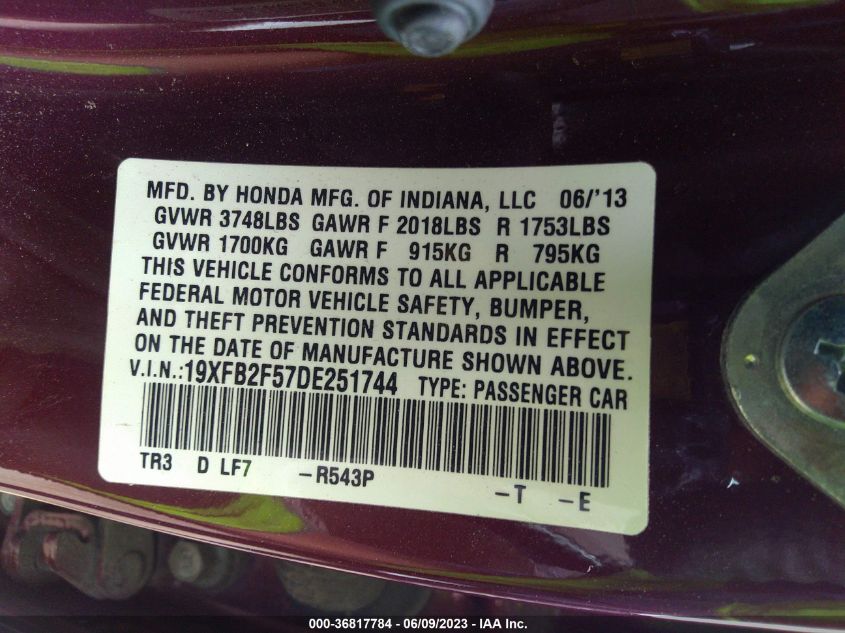 MFD. BY HONDA MFG. OF INDIANA, LLC 06/'13
GVWR 3748LBS GAWR F 2018LBS R 1753LBS
GVWR 1700KG GAWR F 915KG R 795KG
THIS VEHICLE CONFORMS TO ALL APPLICABLE
FEDERAL MOTOR VEHICLE SAFETY, BUMPER,
AND THEFT PREVENTION STANDARDS IN EFFECT
ON THE DATE OF MANUFACTURE SHOWN ABOVE.
V.I.N.:19XFB2F57DE251744 TYPE: PASSENGER CAR
TR3 D LF7 -R543P -T -E
000-36817784 - 06/09/2023 - IAA Inc.